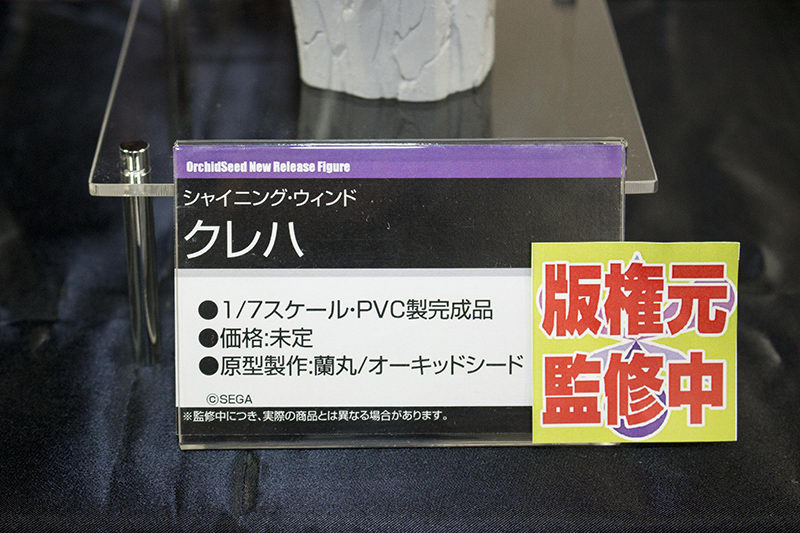 OrchidSeed New Release Figure
シャイニング・ウィンド
クレハ
●1/7スケール・PVC製完成品
●価格:未定
●原型製作:蘭丸/オーキッドシード
©SEGA
※監修中につき、実際の商品とは異なる場合があります。
版権元
監修中